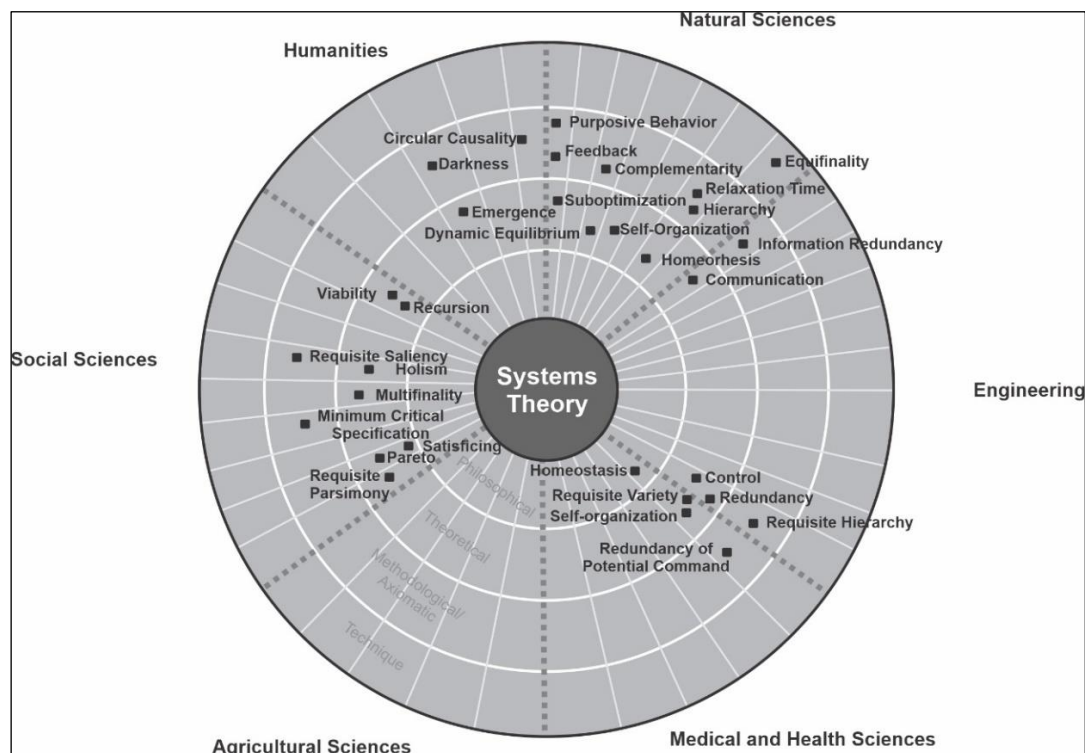 Natural Sciences
Humanities
Purposive Behavior
Circular Causality
Feedback
Darkness
Complementarity
Equifinality
Relaxation Time
Suboptimization
Hierarchy
Emergence
Dynamic Equilibrium
Self-Organization
Information Redundancy
Homeorhesis
Communication
Viability
Recursion
Social Sciences
Requisite Saliency
Holism
Systems
Theory
Engineering
Multifinality
Minimum Critical
Specification
Satisficing
Pareto
Requisite
Parsimony
Philosophical
Theoretical
Methodological/
Axiomatic
Technique
Homeostasis
Control
Requisite Variety
Redundancy
Self-organization
Requisite Hierarchy
Redundancy of
Potential Command
Agricultural Sciences
Medical and Health Sciences